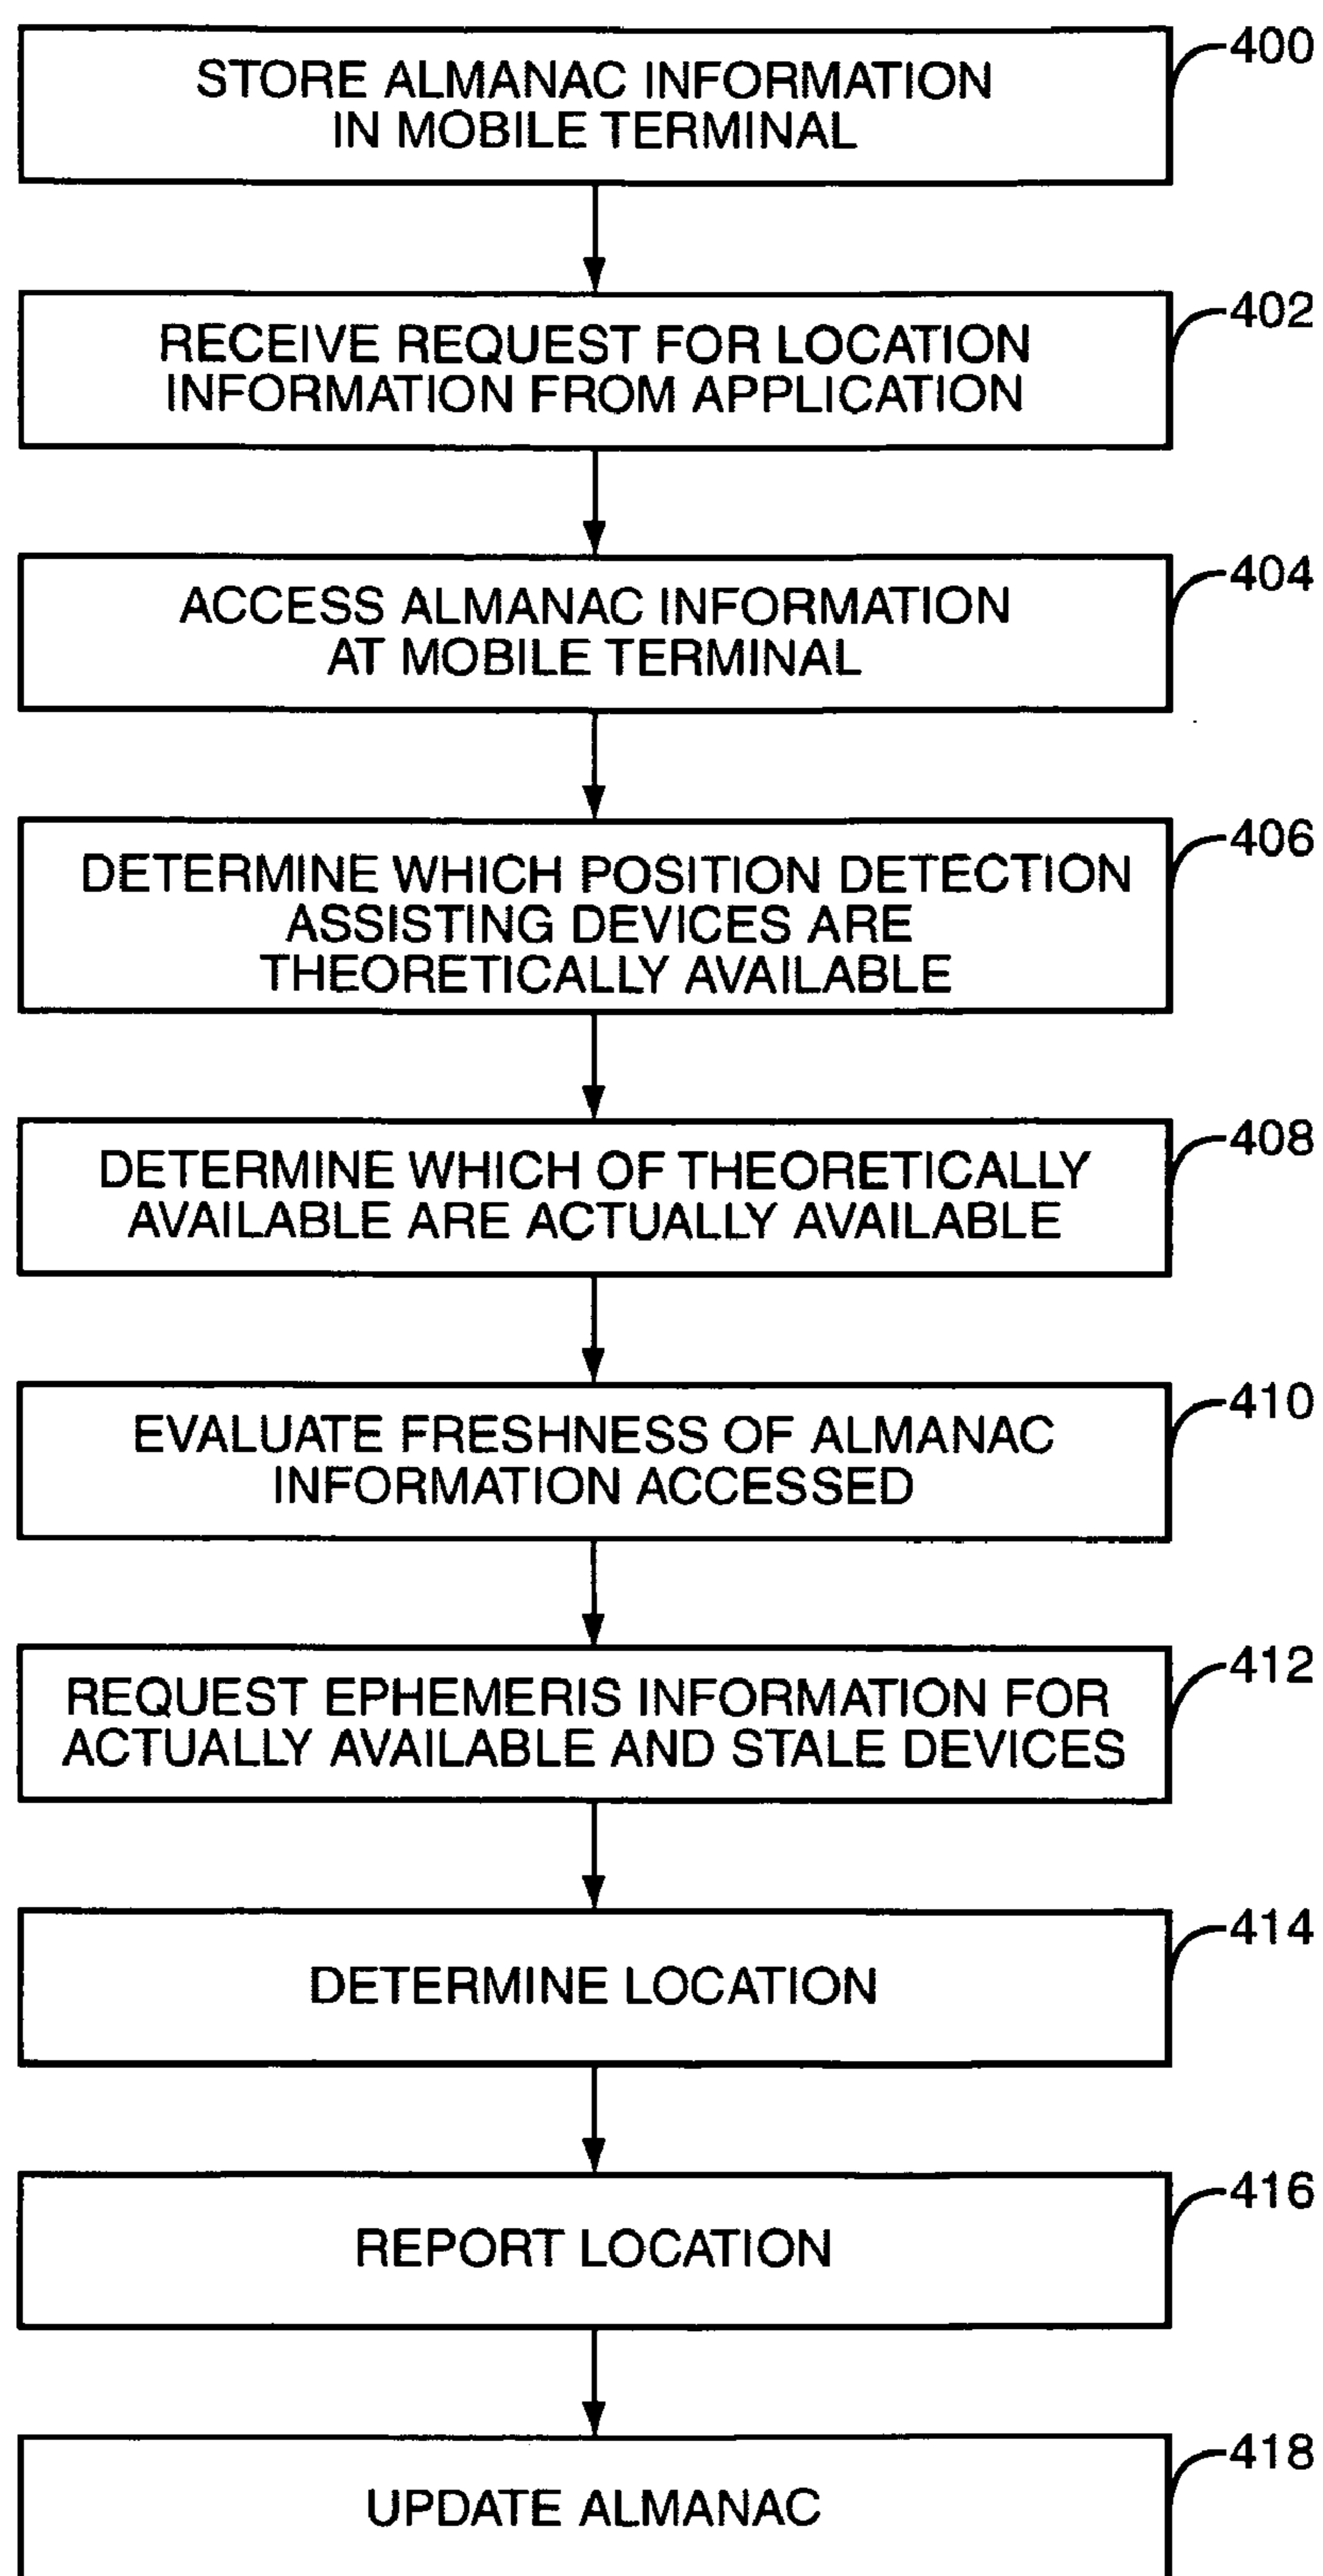 400
STORE ALMANAC INFORMATION
IN MOBILE TERMINAL
402
RECEIVE REQUEST FOR LOCATION
INFORMATION FROM APPLICATION
404
ACCESS ALMANAC INFORMATION
AT MOBILE TERMINAL
406
DETERMINE WHICH POSITION DETECTION
ASSISTING DEVICES ARE
THEORETICALLY AVAILABLE
408
DETERMINE WHICH OF THEORETICALLY
AVAILABLE ARE ACTUALLY AVAILABLE
410
EVALUATE FRESHNESS OF ALMANAC
INFORMATION ACCESSED
412
REQUEST EPHEMERIS INFORMATION FOR
ACTUALLY AVAILABLE AND STALE DEVICES
414
DETERMINE LOCATION
416
REPORT LOCATION
418
UPDATE ALMANAC